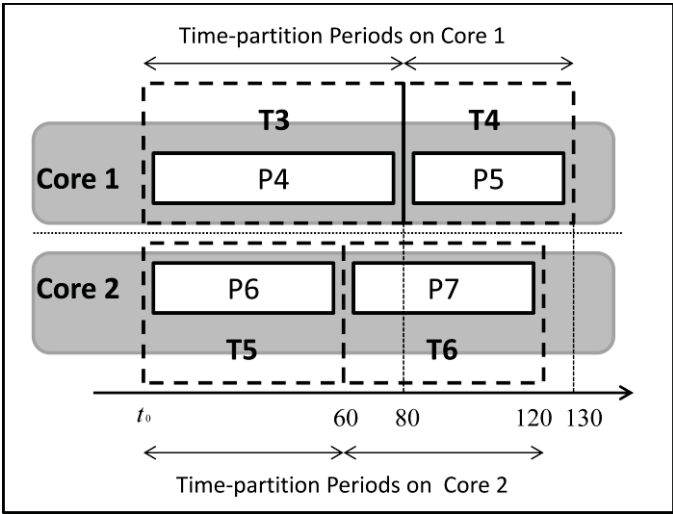 Time-partition Periods on Core 1
T3 T4
Core 1 P4 P5
Core 2 P6 P7
T5 T6
t₀ 60 80 120 130
Time-partition Periods on Core 2